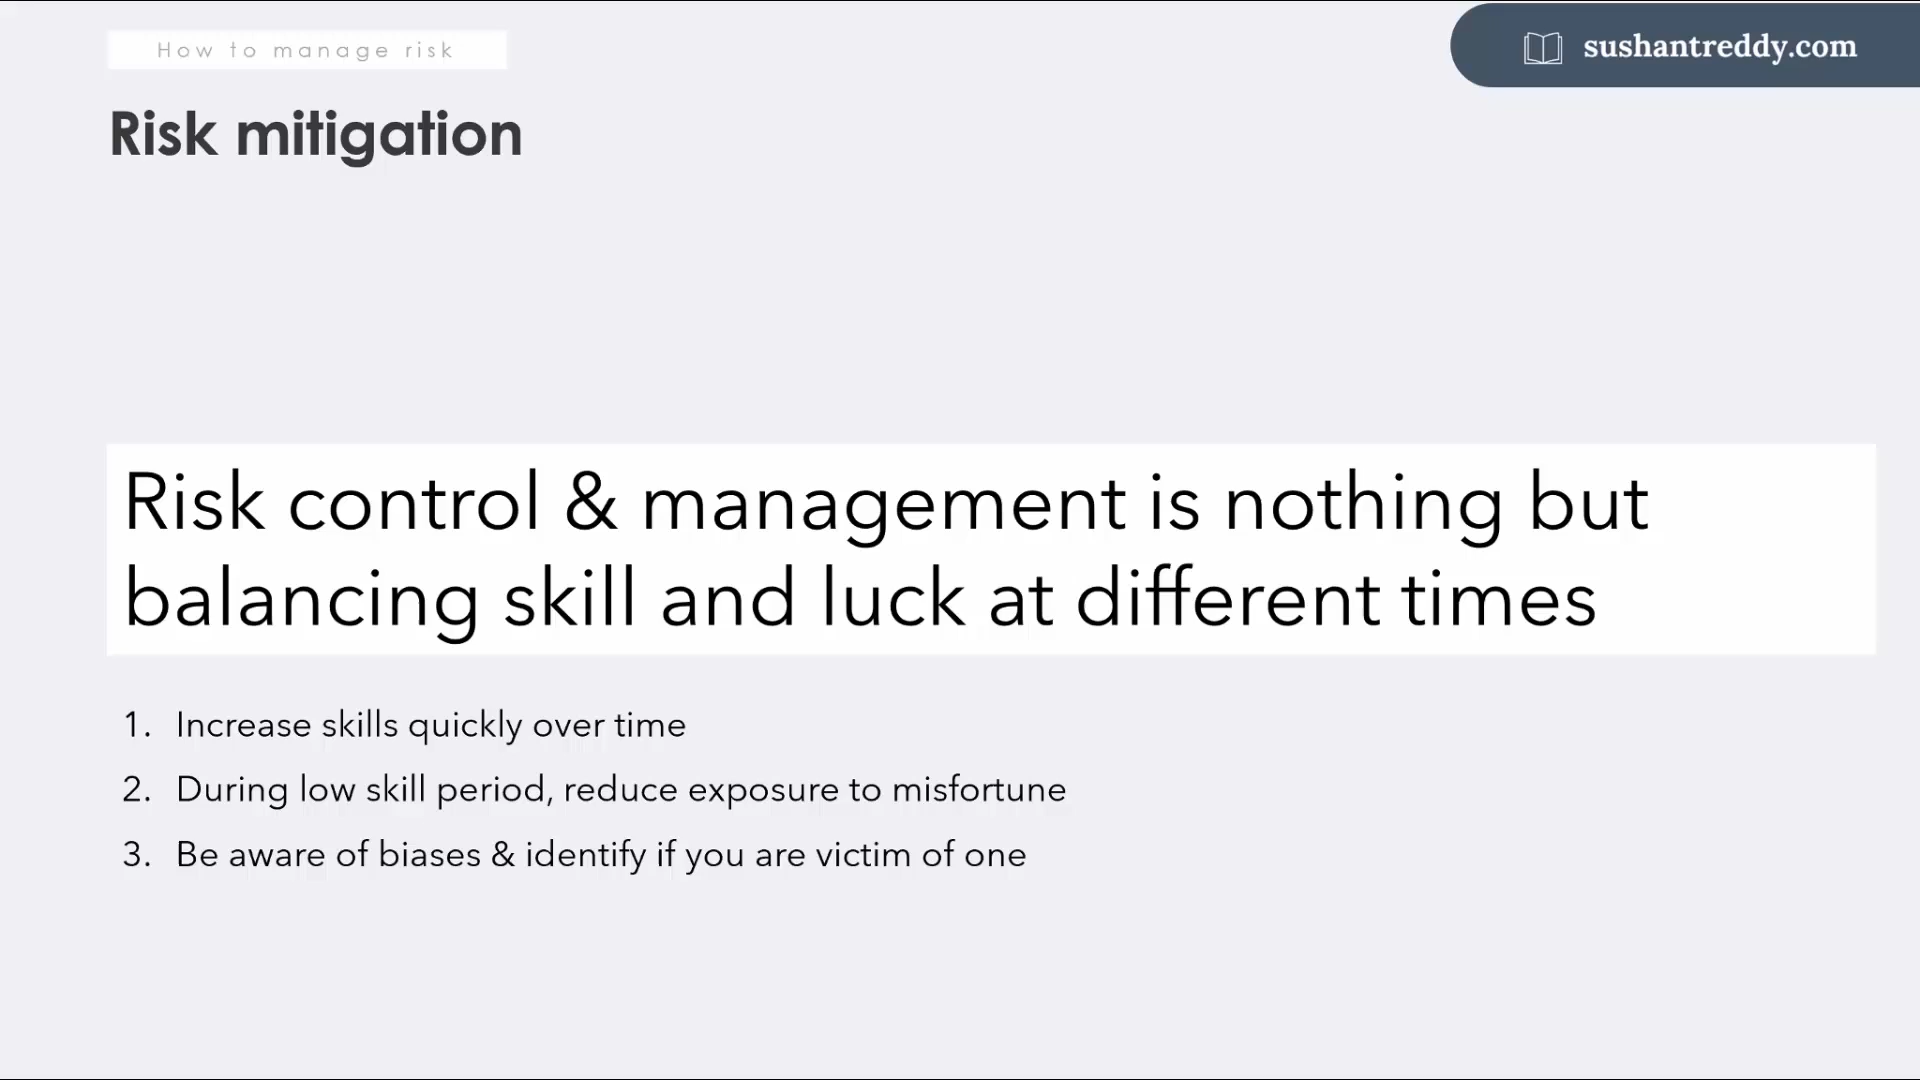 How to manage risk
sushantreddy.com
Risk mitigation
Risk control & management is nothing but
balancing skill and luck at different times
1. Increase skills quickly over time
2. During low skill period, reduce exposure to misfortune
3. Be aware of biases & identify if you are victim of one